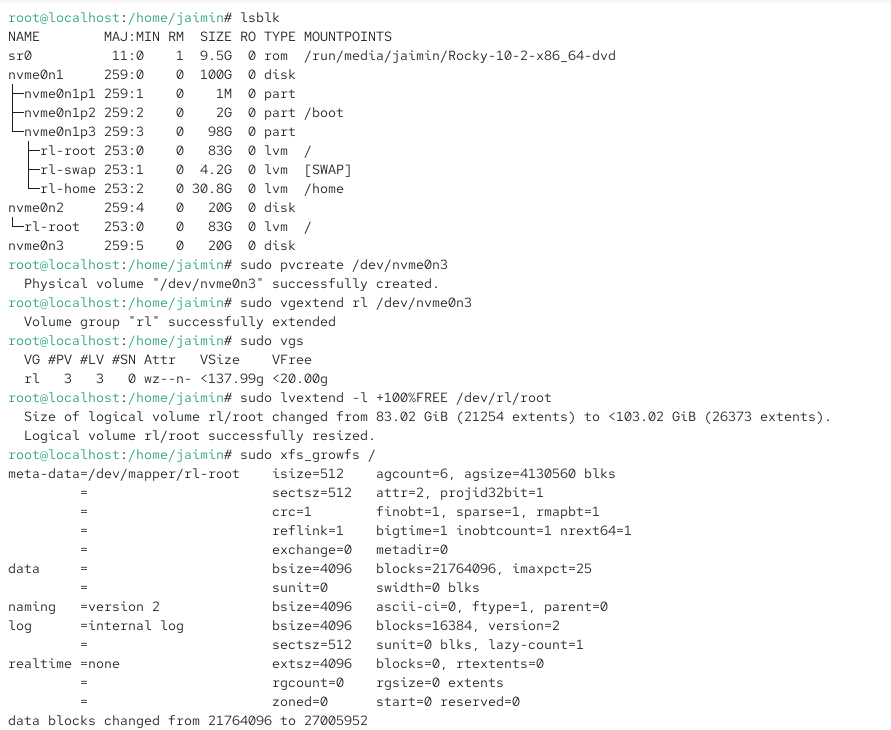 root@localhost:/home/jaimin# lsblk
NAME        MAJ:MIN RM  SIZE RO TYPE MOUNTPOINTS
sr0          11:0    1  9.5G  0 rom  /run/media/jaimin/Rocky-10-2-x86_64-dvd
nvme0n1     259:0    0  100G  0 disk
├─nvme0n1p1 259:1    0    1M  0 part
├─nvme0n1p2 259:2    0    2G  0 part /boot
└─nvme0n1p3 259:3    0   98G  0 part
  ├─rl-root 253:0    0   83G  0 lvm  /
  ├─rl-swap 253:1    0  4.2G  0 lvm  [SWAP]
  └─rl-home 253:2    0 30.8G  0 lvm  /home
nvme0n2     259:4    0   20G  0 disk
└─rl-root   253:0    0   83G  0 lvm  /
nvme0n3     259:5    0   20G  0 disk
root@localhost:/home/jaimin# sudo pvcreate /dev/nvme0n3
  Physical volume "/dev/nvme0n3" successfully created.
root@localhost:/home/jaimin# sudo vgextend rl /dev/nvme0n3
  Volume group "rl" successfully extended
root@localhost:/home/jaimin# sudo vgs
  VG #PV #LV #SN Attr   VSize    VFree
  rl   3   3   0 wz--n- <137.99g <20.00g
root@localhost:/home/jaimin# sudo lvextend -l +100%FREE /dev/rl/root
  Size of logical volume rl/root changed from 83.02 GiB (21254 extents) to <103.02 GiB (26373 extents).
  Logical volume rl/root successfully resized.
root@localhost:/home/jaimin# sudo xfs_growfs /
meta-data=/dev/mapper/rl-root    isize=512    agcount=6, agsize=4130560 blks
         =                       sectsz=512   attr=2, projid32bit=1
         =                       crc=1        finobt=1, sparse=1, rmapbt=1
         =                       reflink=1    bigtime=1 inobtcount=1 nrext64=1
         =                       exchange=0   metadir=0
data     =                       bsize=4096   blocks=21764096, imaxpct=25
         =                       sunit=0      swidth=0 blks
naming   =version 2              bsize=4096   ascii-ci=0, ftype=1, parent=0
log      =internal log           bsize=4096   blocks=16384, version=2
         =                       sectsz=512   sunit=0 blks, lazy-count=1
realtime =none                   extsz=4096   blocks=0, rtextents=0
         =                       rgcount=0    rgsize=0 extents
         =                       zoned=0      start=0 reserved=0
data blocks changed from 21764096 to 27005952